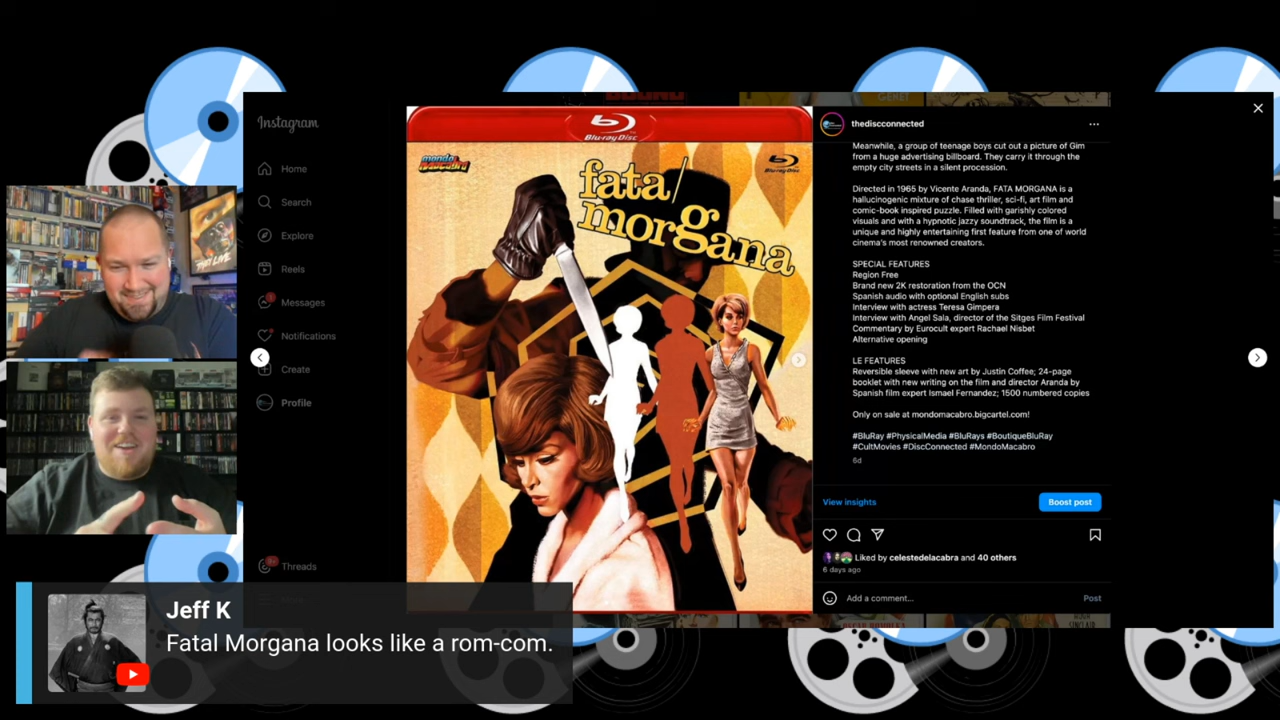 Instagram
Home
Search
Explore
Reels
Messages
Notifications
Create
Profile
Threads
THEY LIVE
Blu-ray Disc
mondo macabro
Blu-ray Disc
fata/
morgana
thediscconnected
Meanwhile, a group of teenage boys cut out a picture of Gim
from a huge advertising billboard. They carry it through the
empty city streets in a silent procession.
Directed in 1965 by Vicente Aranda, FATA MORGANA is a
hallucinogenic mixture of chase thriller, sci-fi, art film and
comic-book inspired puzzle. Filled with garishly colored
visuals and with a hypnotic jazzy soundtrack, the film is a
unique and highly entertaining first feature from one of world
cinema's most renowned creators.
SPECIAL FEATURES
Region Free
Brand new 2K restoration from the OCN
Spanish audio with optional English subs
Interview with actress Teresa Gimpera
Interview with Angel Sala, director of the Sitges Film Festival
Commentary by Eurocult expert Rachael Nisbet
Alternative opening
LE FEATURES
Reversible sleeve with new art by Justin Coffee; 24-page
booklet with new writing on the film and director Aranda by
Spanish film expert Ismael Fernandez; 1500 numbered copies
Only on sale at mondomacabro.bigcartel.com!
#BluRay #PhysicalMedia #BluRays #BoutiqueBluRay
#CultMovies #DiscConnected #MondoMacabro
6d
View insights
Boost post
Liked by celestedelacabra and 40 others
6 days ago
Add a comment...
Post
Jeff K
Fatal Morgana looks like a rom-com.